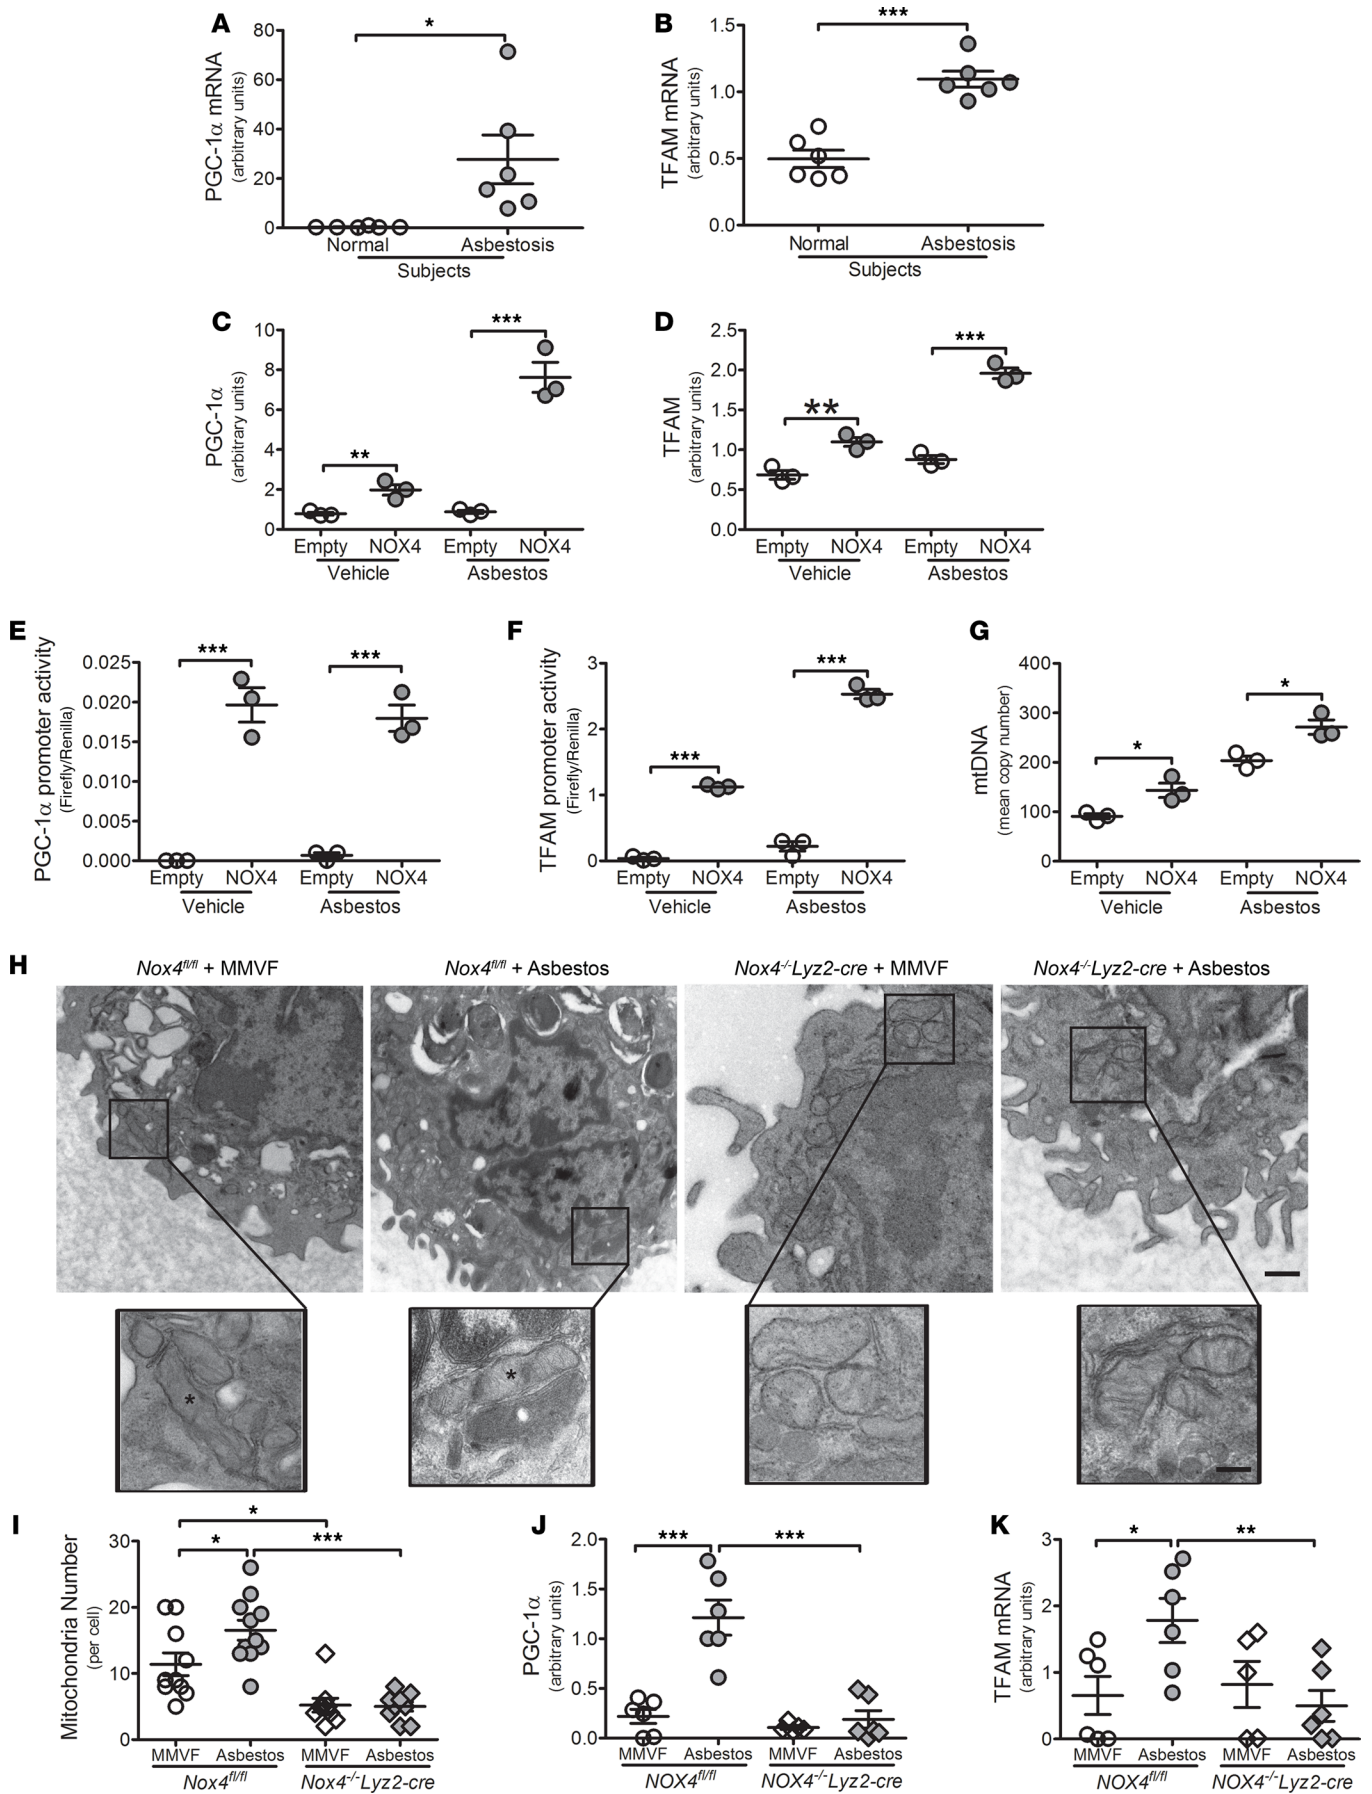 A
PGC-1α mRNA
(arbitrary units)
80
60
40
20
0
*
Normal
Asbestosis
Subjects
B
TFAM mRNA
(arbitrary units)
1.5
1.0
0.5
0.0
***
Normal
Asbestosis
Subjects
C
PGC-1α
(arbitrary units)
10
8
6
4
2
0
**
***
Empty NOX4 Empty NOX4
Vehicle Asbestos
D
TFAM
(arbitrary units)
2.5
2.0
1.5
1.0
0.5
0.0
**
***
Empty NOX4 Empty NOX4
Vehicle Asbestos
E
PGC-1α promoter activity
(Firefly/Renilla)
0.025
0.020
0.015
0.010
0.005
0.000
***
***
Empty NOX4 Empty NOX4
Vehicle Asbestos
F
TFAM promoter activity
(Firefly/Renilla)
3
2
1
0
***
***
Empty NOX4 Empty NOX4
Vehicle Asbestos
G
mtDNA
(mean copy number)
400
300
200
100
0
*
*
Empty NOX4 Empty NOX4
Vehicle Asbestos
H
Nox4fl/fl + MMVF
Nox4fl/fl + Asbestos
Nox4-/-Lyz2-cre + MMVF
Nox4-/-Lyz2-cre + Asbestos
*
*
I
Mitochondria Number
(per cell)
30
20
10
0
*
*
***
MMVF Asbestos MMVF Asbestos
Nox4fl/fl Nox4-/-Lyz2-cre
J
PGC-1α
(arbitrary units)
2.0
1.5
1.0
0.5
0.0
***
***
MMVF Asbestos MMVF Asbestos
NOX4fl/fl NOX4-/-Lyz2-cre
K
TFAM mRNA
(arbitrary units)
3
2
1
0
*
**
MMVF Asbestos MMVF Asbestos
NOX4fl/fl NOX4-/-Lyz2-cre